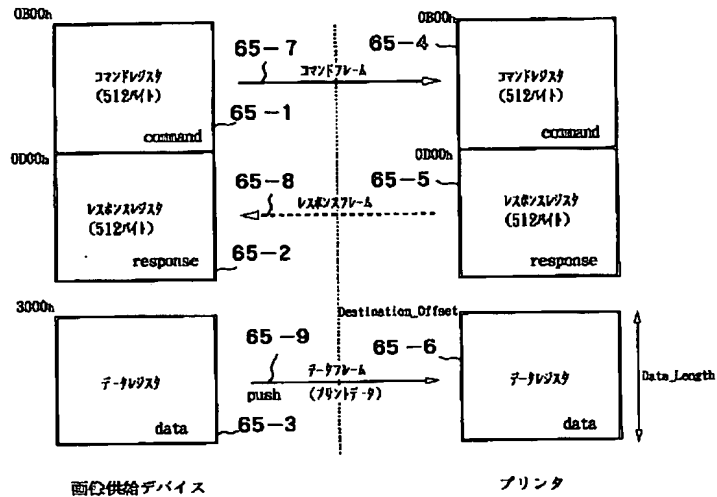 0B00h
コマンドレジスタ
(512バイト)
command
65-1
65-7
コマンドフレーム
65-4
0B00h
コマンドレジスタ
(512バイト)
command
0D00h
レスポンスレジスタ
(512バイト)
response
65-2
65-8
レスポンスフレーム
65-5
0D00h
レスポンスレジスタ
(512バイト)
response
3000h
データレジスタ
data
65-3
65-9
push
データフレーム
(プリントデータ)
Destination_Offset
65-6
データレジスタ
data
Data_Length
画像供給デバイス
プリンタ